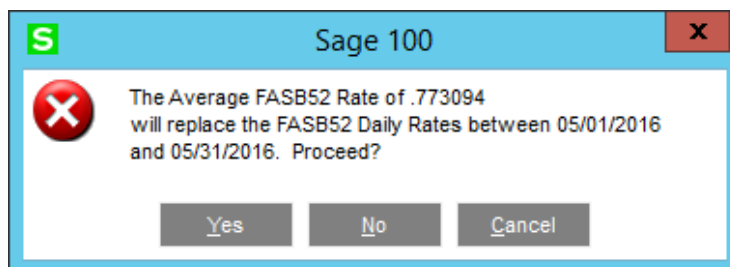 S
Sage 100
x
The Average FASB52 Rate of .773094
will replace the FASB52 Daily Rates between 05/01/2016
and 05/31/2016.  Proceed?
Yes
No
Cancel